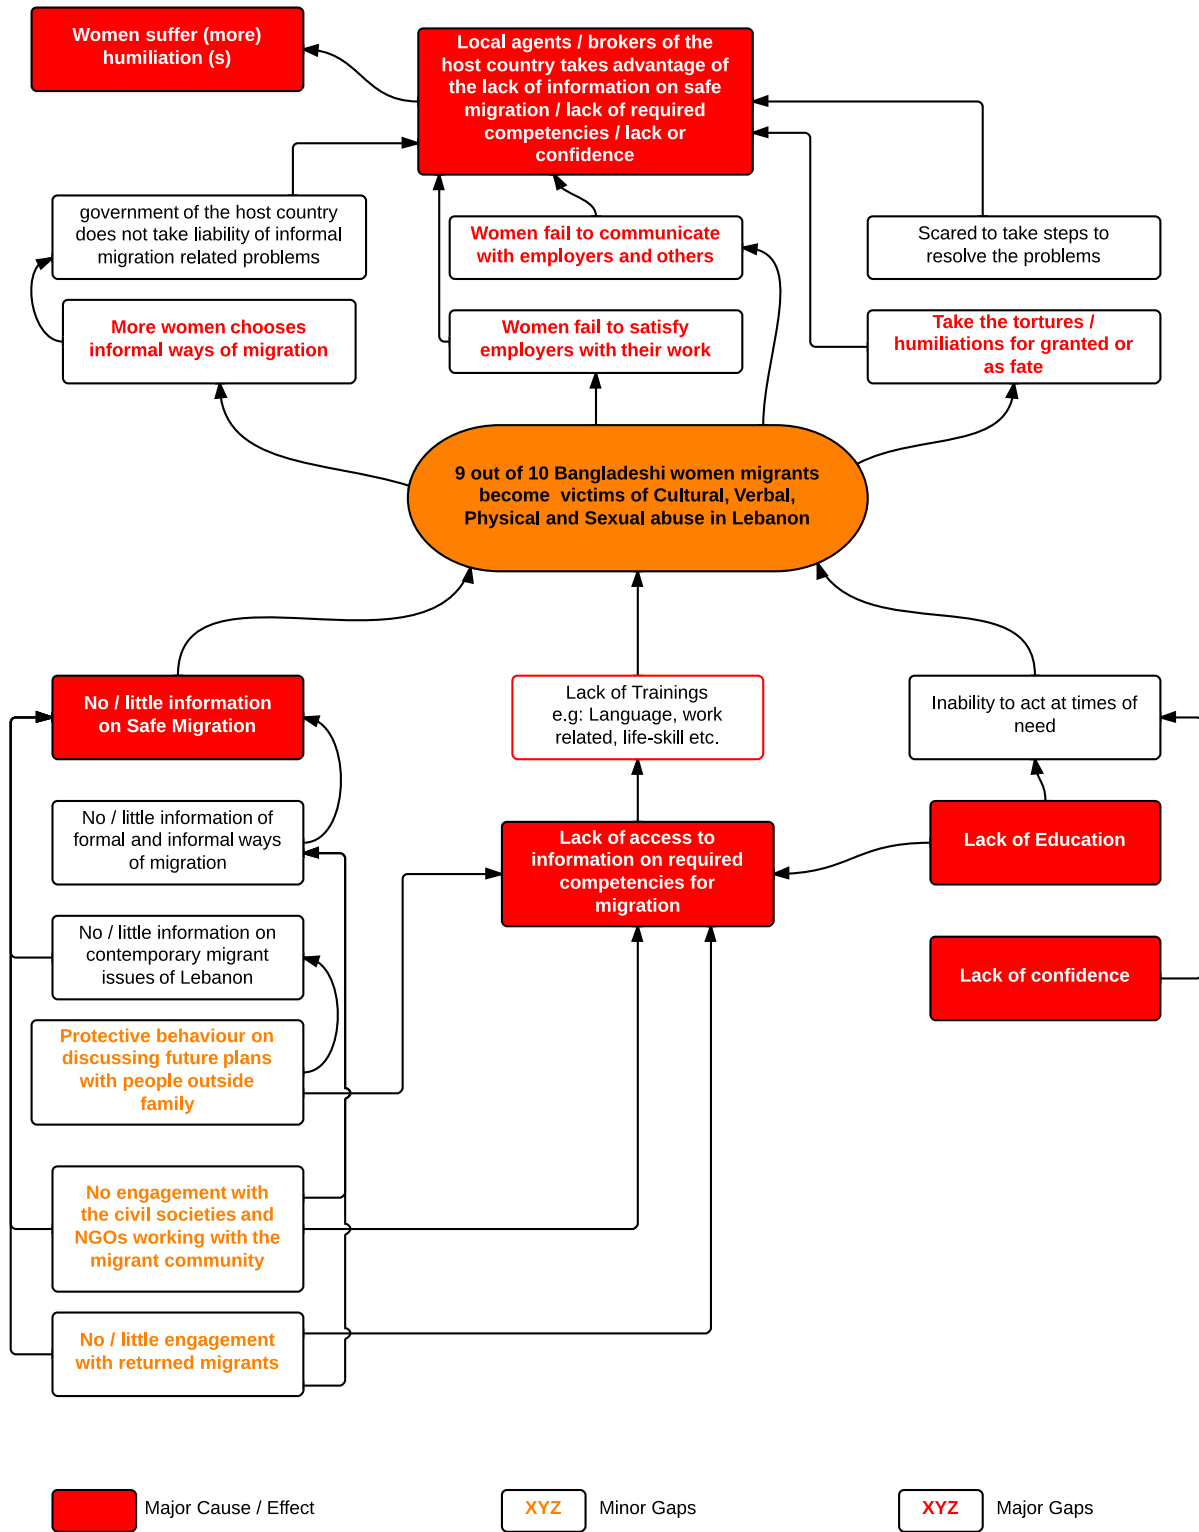 Women suffer (more)
humiliation (s)
Local agents / brokers of the
host country takes advantage of
the lack of information on safe
migration / lack of required
competencies / lack or
confidence
government of the host country
does not take liability of informal
migration related problems
Women fail to communicate
with employers and others
Scared to take steps to
resolve the problems
More women chooses
informal ways of migration
Women fail to satisfy
employers with their work
Take the tortures /
humiliations for granted or
as fate
9 out of 10 Bangladeshi women migrants
become victims of Cultural, Verbal,
Physical and Sexual abuse in Lebanon
No / little information
on Safe Migration
Lack of Trainings
e.g: Language, work
related, life-skill etc.
Inability to act at times of
need
No / little information of
formal and informal ways
of migration
Lack of access to
information on required
competencies for
migration
Lack of Education
No / little information on
contemporary migrant
issues of Lebanon
Lack of confidence
Protective behaviour on
discussing future plans
with people outside
family
No engagement with
the civil societies and
NGOs working with the
migrant community
No / little engagement
with returned migrants
Major Cause / Effect
XYZ Minor Gaps
XYZ Major Gaps